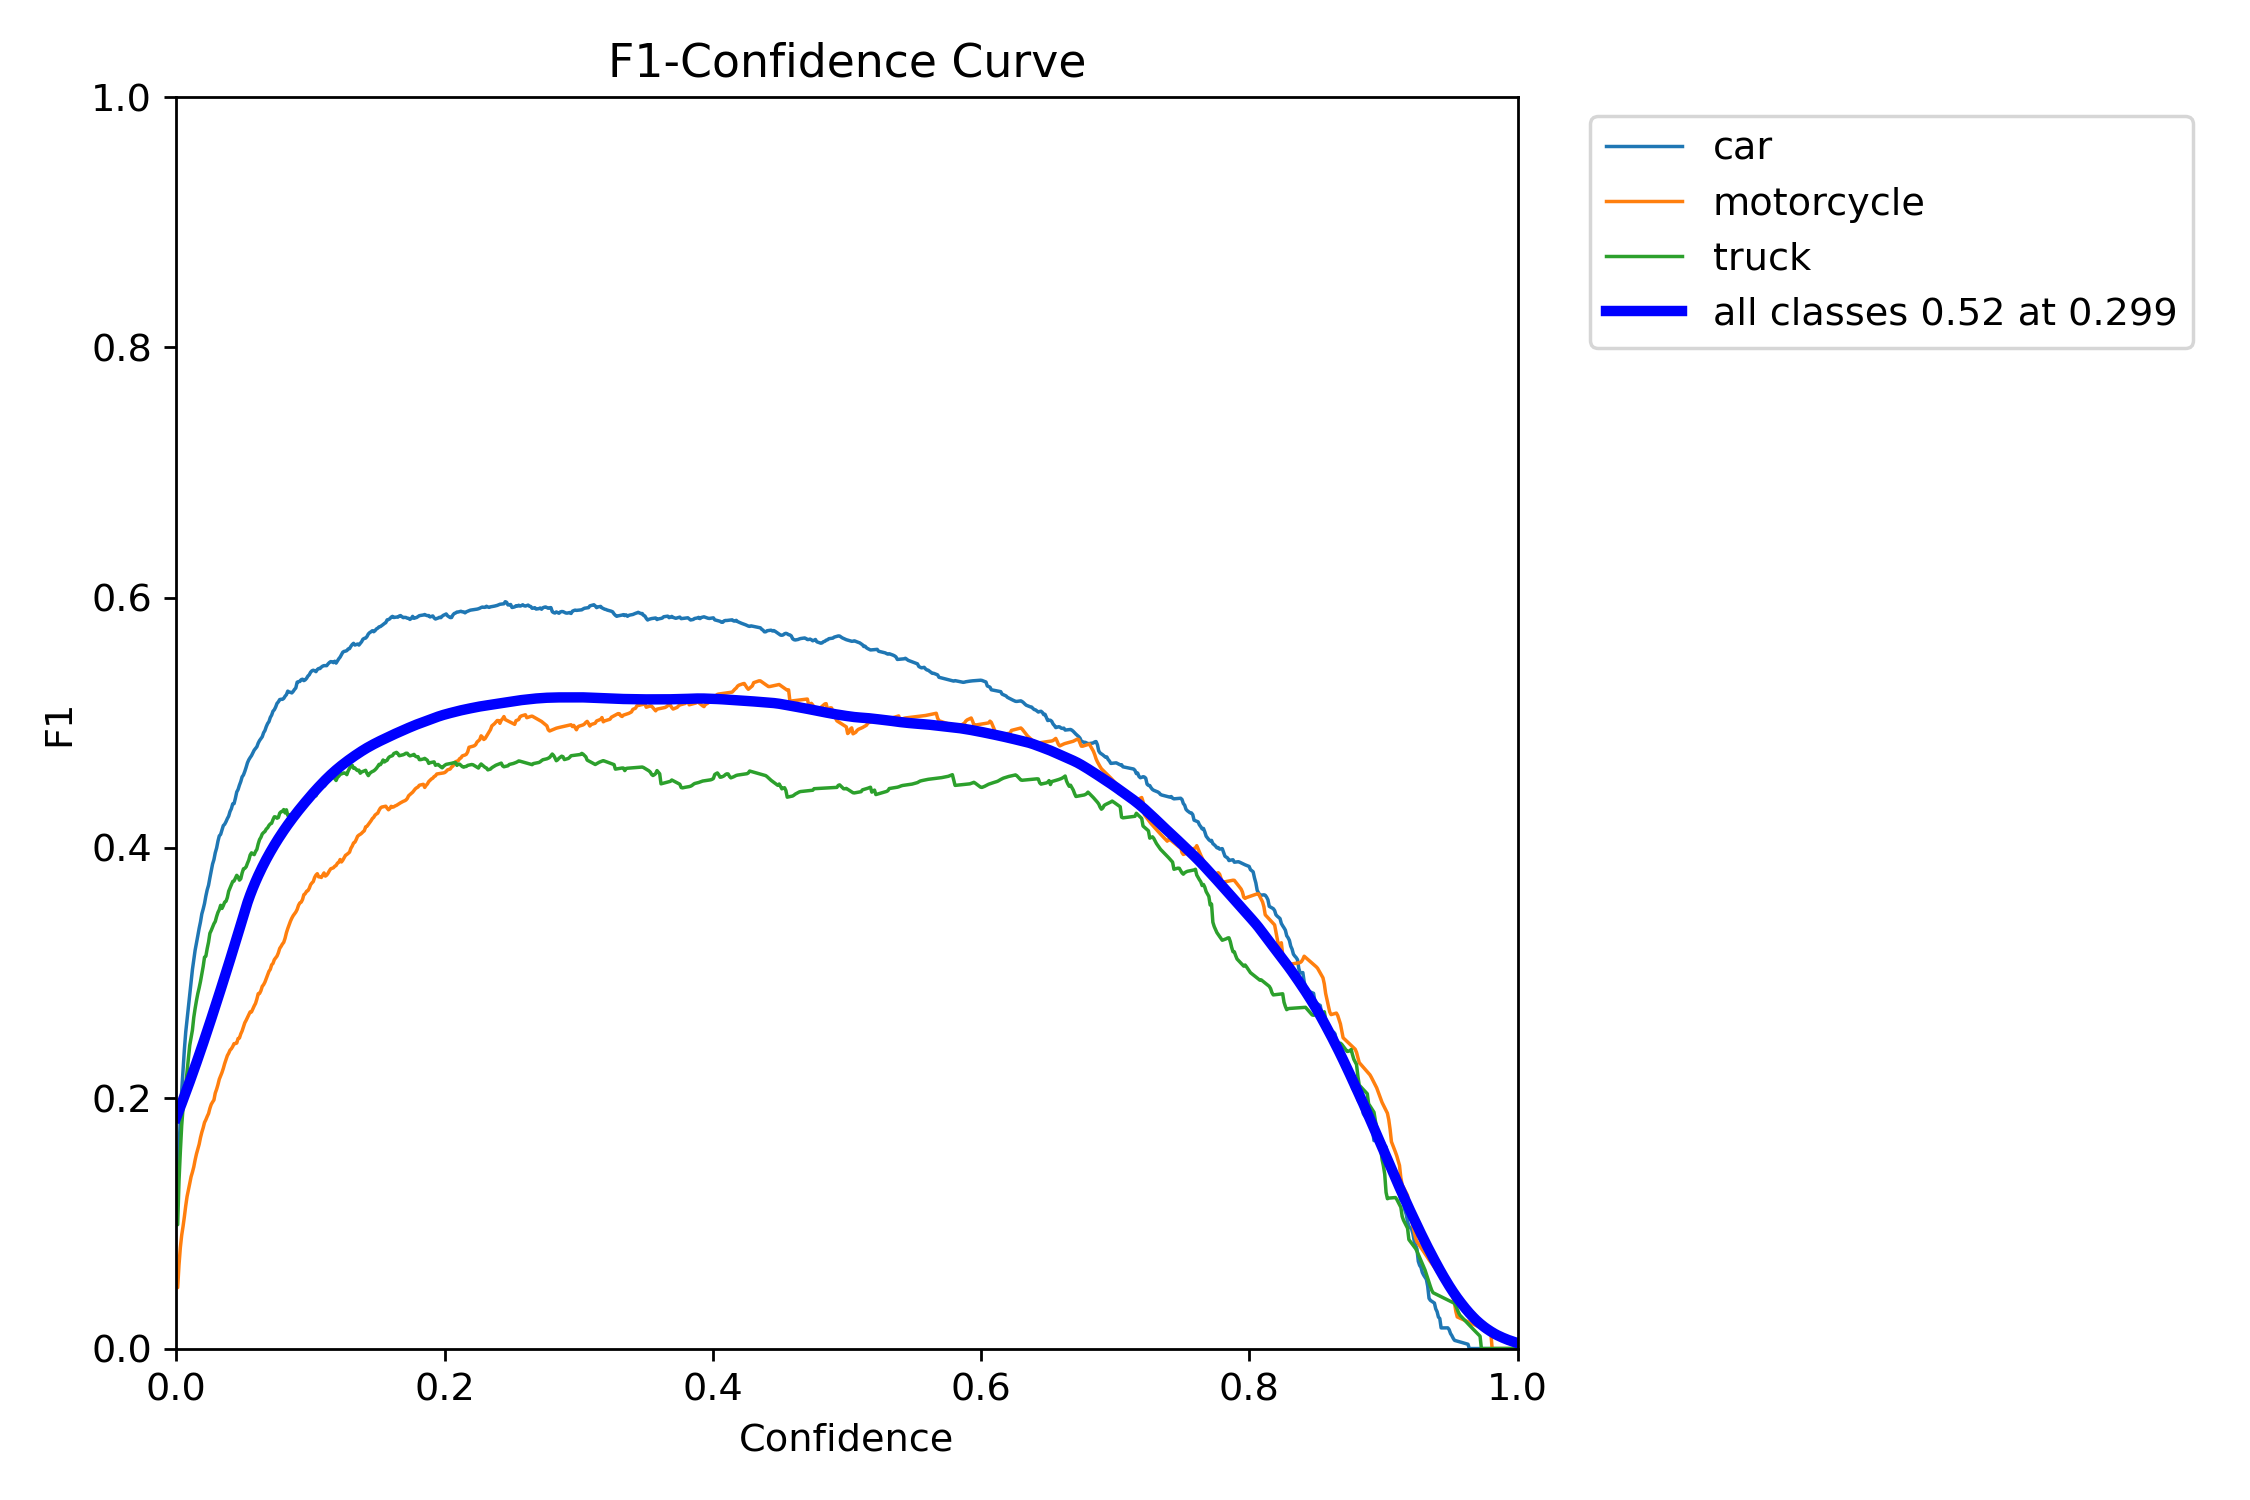 F1-Confidence Curve
1.0
0.8
0.6
0.4
0.2
0.0
F1
0.0 0.2 0.4 0.6 0.8 1.0
Confidence
car
motorcycle
truck
all classes 0.52 at 0.299